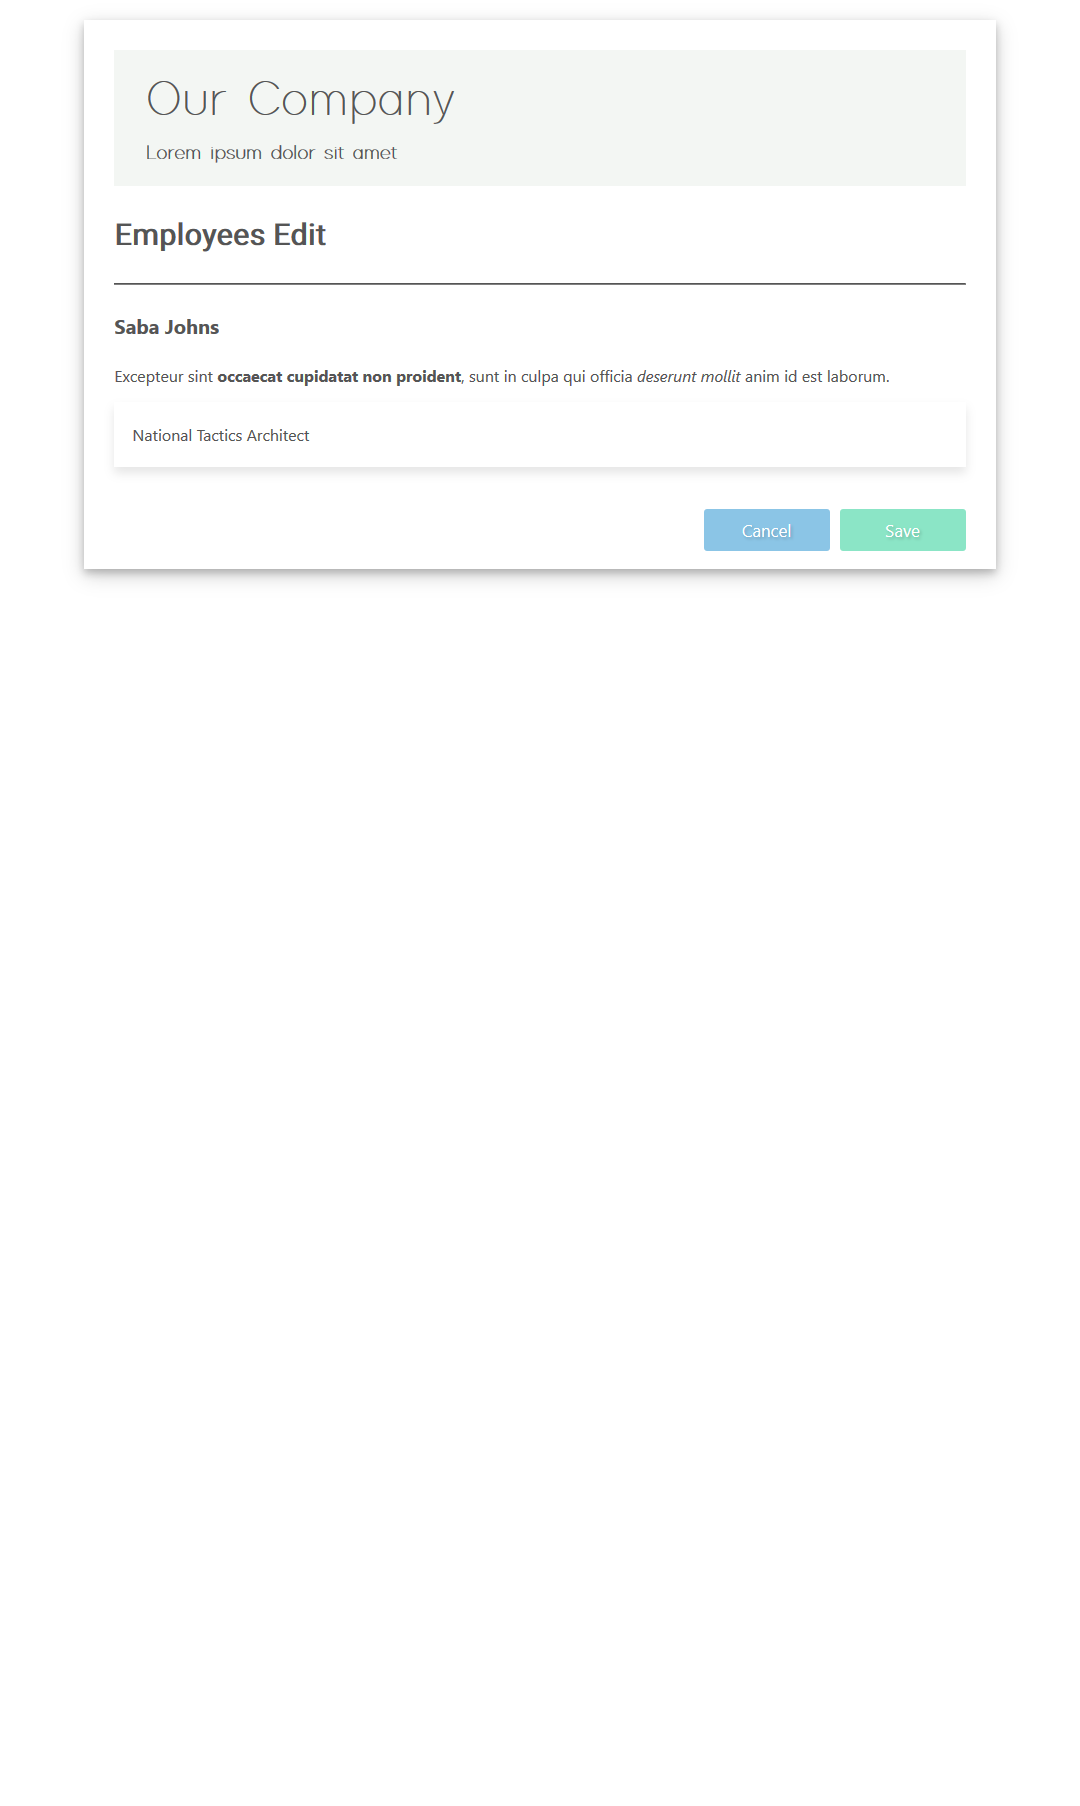 Our Company
Lorem ipsum dolor sit amet
Employees Edit
Saba Johns
Excepteur sint occaecat cupidatat non proident, sunt in culpa qui officia deserunt mollit anim id est laborum.
National Tactics Architect
Cancel Save